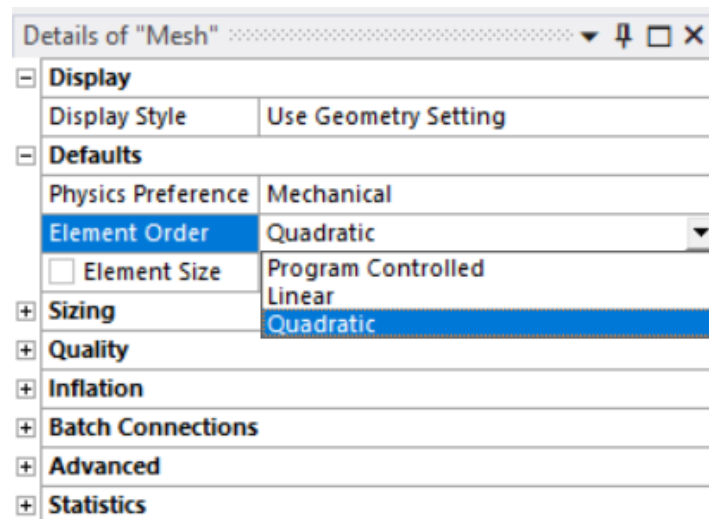 Details of "Mesh"
Display
Display Style Use Geometry Setting
Defaults
Physics Preference Mechanical
Element Order Quadratic
Element Size Program Controlled
Linear
Sizing Quadratic
Quality
Inflation
Batch Connections
Advanced
Statistics